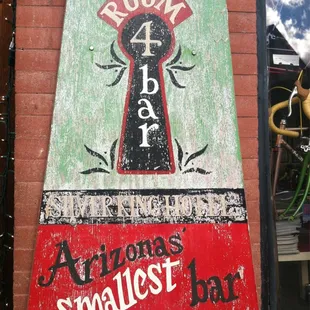 ROOM
4
bar
SILVER KING HOTEL
Arizonas'
smallest bar